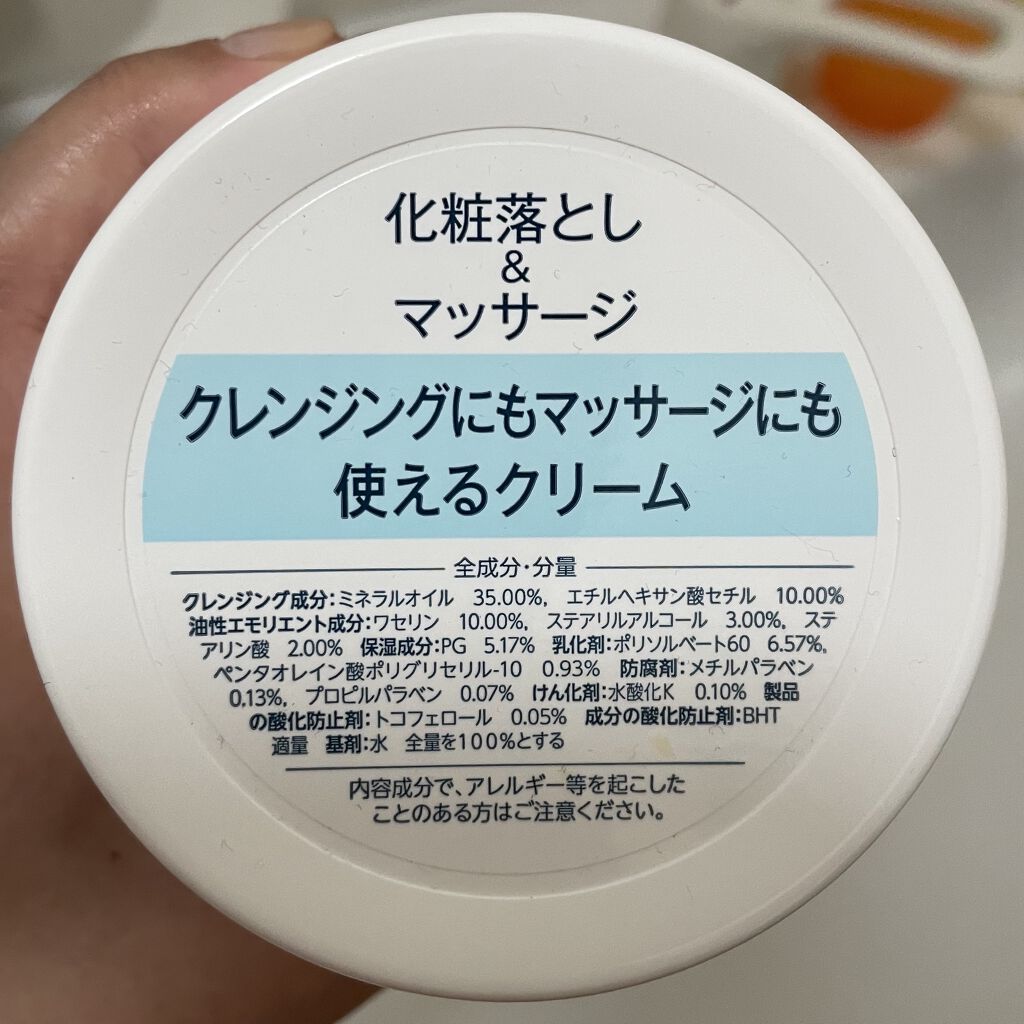 化粧落とし
&
マッサージ
クレンジングにもマッサージにも
使えるクリーム
全成分・分量
クレンジング成分:ミネラルオイル 35.00%, エチルヘキサン酸セチル 10.00%
油性エモリエント成分:ワセリン 10.00%, ステアリルアルコール 3.00%, ステ
アリン酸 2.00% 保湿成分:PG 5.17% 乳化剤:ポリソルベート60 6.57%,
ペンタオレイン酸ポリグリセリル-10 0.93% 防腐剤:メチルパラベン
0.13%, プロピルパラベン 0.07% けん化剤:水酸化K 0.10% 製品
の酸化防止剤:トコフェロール 0.05% 成分の酸化防止剤:BHT
適量 基剤:水 全量を100%とする
内容成分で、アレルギー等を起こした
ことのある方はご注意ください。